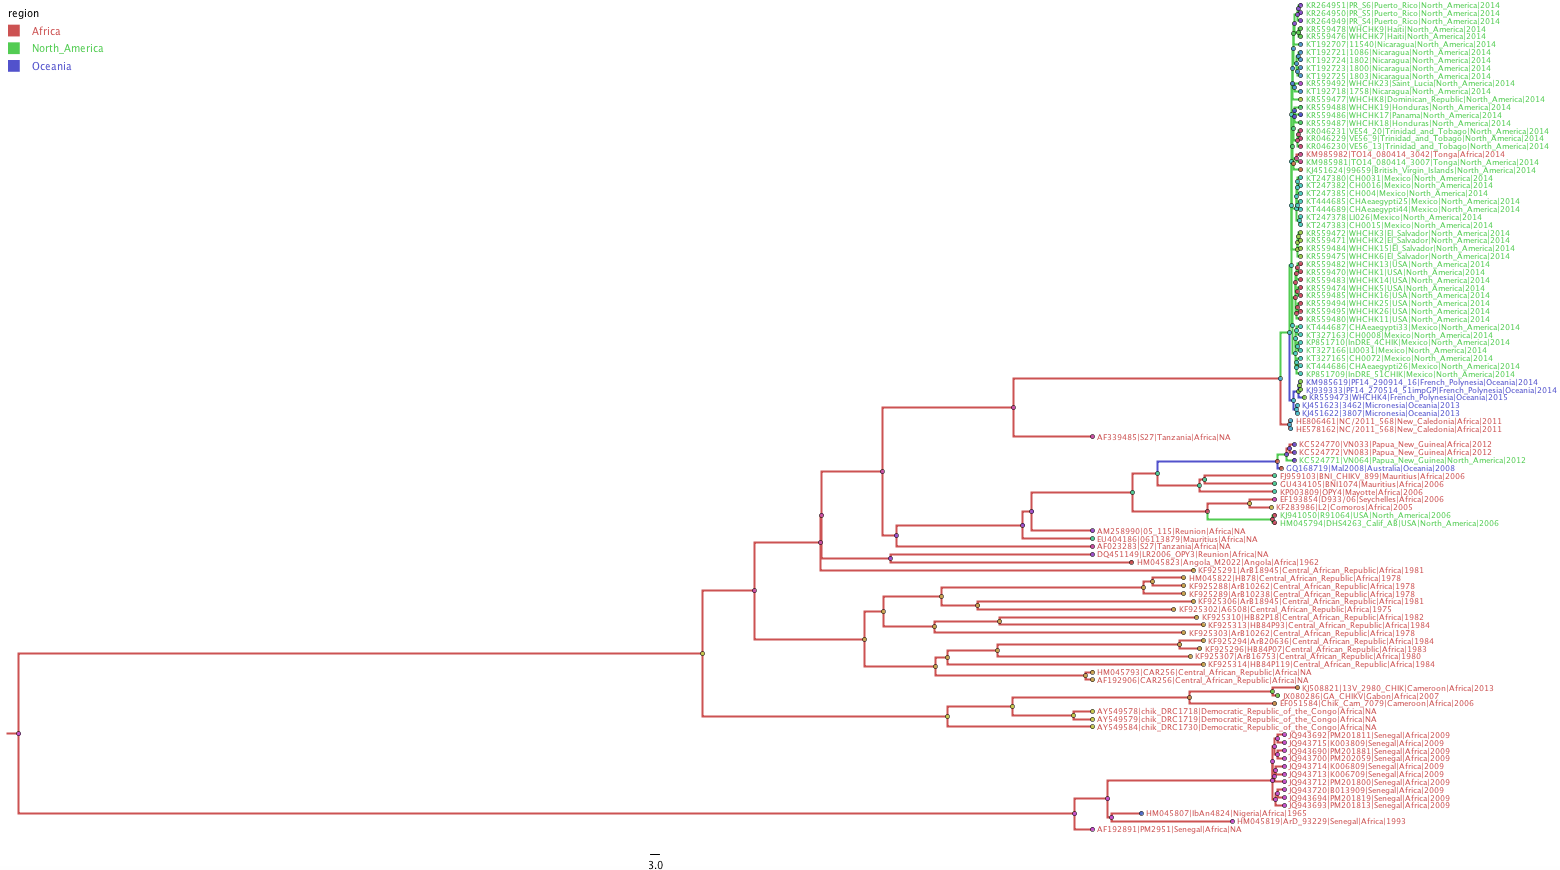 region
Africa
North_America
Oceania
KR264951|PR_S6|Puerto_Rico|North_America|2014
KR264950|PR_S5|Puerto_Rico|North_America|2014
KR264949|PR_S4|Puerto_Rico|North_America|2014
KR559478|WHCHK9|Haiti|North_America|2014
KR559476|WHCHK7|Haiti|North_America|2014
KT192707|11540|Nicaragua|North_America|2014
KT192721|1086|Nicaragua|North_America|2014
KT192724|1802|Nicaragua|North_America|2014
KT192723|1800|Nicaragua|North_America|2014
KT192725|1803|Nicaragua|North_America|2014
KR559492|WHCHK23|Saint_Lucia|North_America|2014
KT192718|1758|Nicaragua|North_America|2014
KR559477|WHCHK8|Dominican_Republic|North_America|2014
KR559488|WHCHK19|Honduras|North_America|2014
KR559486|WHCHK17|Panama|North_America|2014
KR559487|WHCHK18|Honduras|North_America|2014
KR046231|VE54_20|Trinidad_and_Tobago|North_America|2014
KR046229|VE56_9|Trinidad_and_Tobago|North_America|2014
KR046230|VE56_13|Trinidad_and_Tobago|North_America|2014
KM985982|TO14_080414_3042|Tonga|Africa|2014
KM985981|TO14_080414_3007|Tonga|North_America|2014
KJ451624|99659|British_Virgin_Islands|North_America|2014
KT247380|CH0031|Mexico|North_America|2014
KT247382|CH0016|Mexico|North_America|2014
KT247385|CH004|Mexico|North_America|2014
KT444685|CHAeaegypti25|Mexico|North_America|2014
KT444689|CHAeaegypti44|Mexico|North_America|2014
KT247378|LI026|Mexico|North_America|2014
KT247383|CH0015|Mexico|North_America|2014
KR559472|WHCHK3|El_Salvador|North_America|2014
KR559471|WHCHK2|El_Salvador|North_America|2014
KR559484|WHCHK15|El_Salvador|North_America|2014
KR559475|WHCHK6|El_Salvador|North_America|2014
KR559482|WHCHK13|USA|North_America|2014
KR559470|WHCHK1|USA|North_America|2014
KR559483|WHCHK14|USA|North_America|2014
KR559474|WHCHK5|USA|North_America|2014
KR559485|WHCHK16|USA|North_America|2014
KR559494|WHCHK25|USA|North_America|2014
KR559495|WHCHK26|USA|North_America|2014
KR559480|WHCHK11|USA|North_America|2014
KT444687|CHAeaegypti33|Mexico|North_America|2014
KT327163|CH0008|Mexico|North_America|2014
KP851710|InDRE_4CHIK|Mexico|North_America|2014
KT327166|LI0031|Mexico|North_America|2014
KT327165|CH0072|Mexico|North_America|2014
KT444686|CHAeaegypti26|Mexico|North_America|2014
KP851709|InDRE_51CHIK|Mexico|North_America|2014
KM985619|PF14_290914_16|French_Polynesia|Oceania|2014
KJ939333|PF14_270514_51impGP|French_Polynesia|Oceania|2014
KR559473|WHCHK4|French_Polynesia|Oceania|2015
KJ451623|3462|Micronesia|Oceania|2013
KJ451622|3807|Micronesia|Oceania|2013
HE806461|NC/2011_568|New_Caledonia|Africa|2011
HE578162|NC/2011_568|New_Caledonia|Africa|2011
AF339485|S27|Tanzania|Africa|NA
KC524770|VN033|Papua_New_Guinea|Africa|2012
KC524772|VN083|Papua_New_Guinea|Africa|2012
KC524771|VN064|Papua_New_Guinea|North_America|2012
GQ168719|Mal2008|Australia|Oceania|2008
FJ959103|BNI_CHIKV_899|Mauritius|Africa|2006
GU434105|BNI1074|Mauritius|Africa|2006
KP003809|OPY4|Mayotte|Africa|2006
EF193854|D933/06|Seychelles|Africa|2006
KF283986|L2|Comoros|Africa|2005
KJ941050|R91064|USA|North_America|2006
HM045794|DHS4263_Calif_AB|USA|North_America|2006
AM258990|05_115|Reunion|Africa|NA
EU404186|06113879|Mauritius|Africa|NA
AF023283|S27|Tanzania|Africa|NA
DQ451149|LR2006_OPY3|Reunion|Africa|NA
HM045823|Angola_M2022|Angola|Africa|1962
KF925291|ArB18945|Central_African_Republic|Africa|1981
HM045822|HB78|Central_African_Republic|Africa|1978
KF925288|ArB10262|Central_African_Republic|Africa|1978
KF925289|ArB10238|Central_African_Republic|Africa|1978
KF925306|ArB18945|Central_African_Republic|Africa|1981
KF925302|A6508|Central_African_Republic|Africa|1975
KF925310|HB82P18|Central_African_Republic|Africa|1982
KF925313|HB84P93|Central_African_Republic|Africa|1984
KF925303|ArB10262|Central_African_Republic|Africa|1978
KF925294|ArB20636|Central_African_Republic|Africa|1984
KF925296|HB84P07|Central_African_Republic|Africa|1983
KF925307|ArB16753|Central_African_Republic|Africa|1980
KF925314|HB84P119|Central_African_Republic|Africa|1984
HM045793|CAR256|Central_African_Republic|Africa|NA
AF192906|CAR256|Central_African_Republic|Africa|NA
KJ508821|13V_2980_CHIK|Cameroon|Africa|2013
JX080286|GA_CHIKV|Gabon|Africa|2007
EF051584|Chik_Cam_7079|Cameroon|Africa|2006
AY549578|chik_DRC1718|Democratic_Republic_of_the_Congo|Africa|NA
AY549579|chik_DRC1719|Democratic_Republic_of_the_Congo|Africa|NA
AY549584|chik_DRC1730|Democratic_Republic_of_the_Congo|Africa|NA
JQ943692|PM201811|Senegal|Africa|2009
JQ943715|K003809|Senegal|Africa|2009
JQ943690|PM201881|Senegal|Africa|2009
JQ943700|PM202059|Senegal|Africa|2009
JQ943714|K006809|Senegal|Africa|2009
JQ943713|K006709|Senegal|Africa|2009
JQ943712|PM201800|Senegal|Africa|2009
JQ943720|B013909|Senegal|Africa|2009
JQ943694|PM201819|Senegal|Africa|2009
JQ943693|PM201813|Senegal|Africa|2009
HM045807|IbAn4824|Nigeria|Africa|1965
HM045819|ArD_93229|Senegal|Africa|1993
AF192891|PM2951|Senegal|Africa|NA
3.0